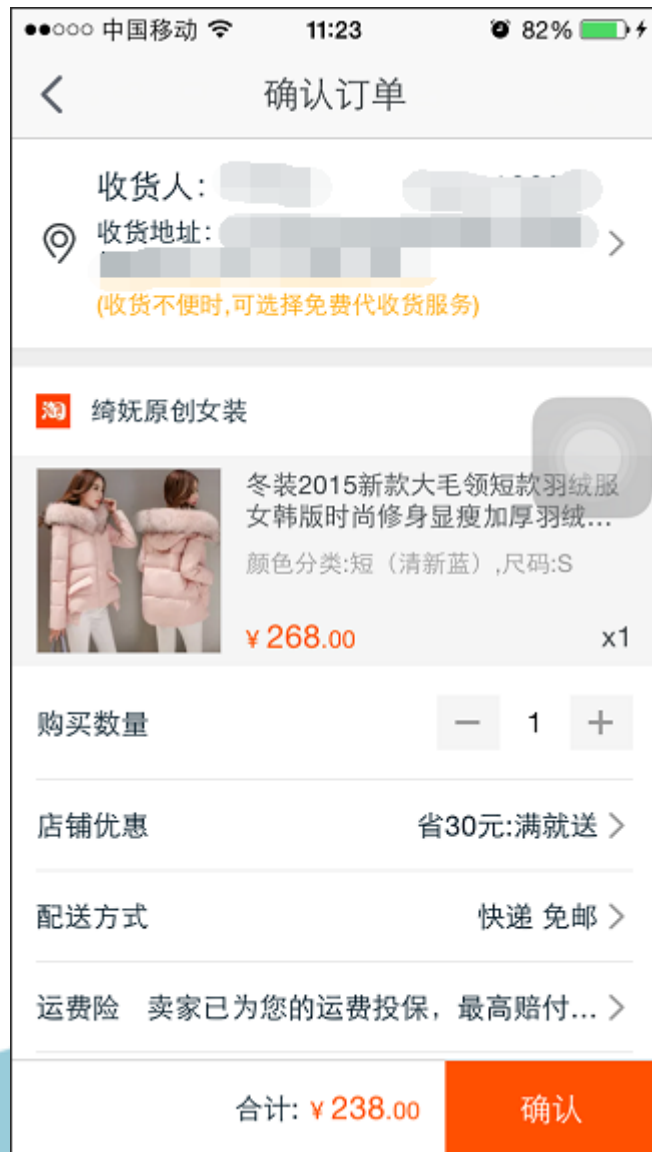 中国移动 11:23 82%
确认订单
收货人:
收货地址:
(收货不便时,可选择免费代收货服务)
淘 绮妩原创女装
冬装2015新款大毛领短款羽绒服
女韩版时尚修身显瘦加厚羽绒...
颜色分类:短（清新蓝）,尺码:S
¥ 268.00 x1
购买数量 — 1 +
店铺优惠 省30元:满就送
配送方式 快递 免邮
运费险 卖家已为您的运费投保，最高赔付...
合计: ¥ 238.00 确认